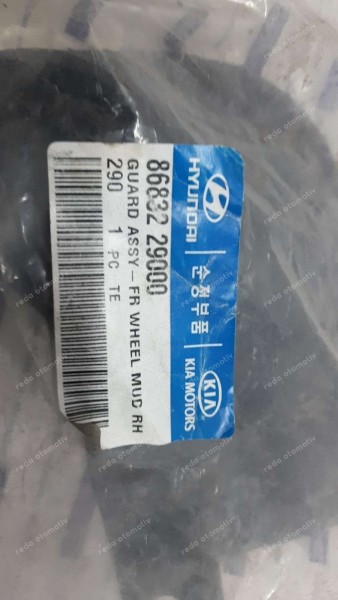 HYUNDAI
순정부품
KIA
KIA MOTORS
86832 29000
GUARD ASSY-FR WHEEL MUD RH
290 1 PC TE
redo otomotiv